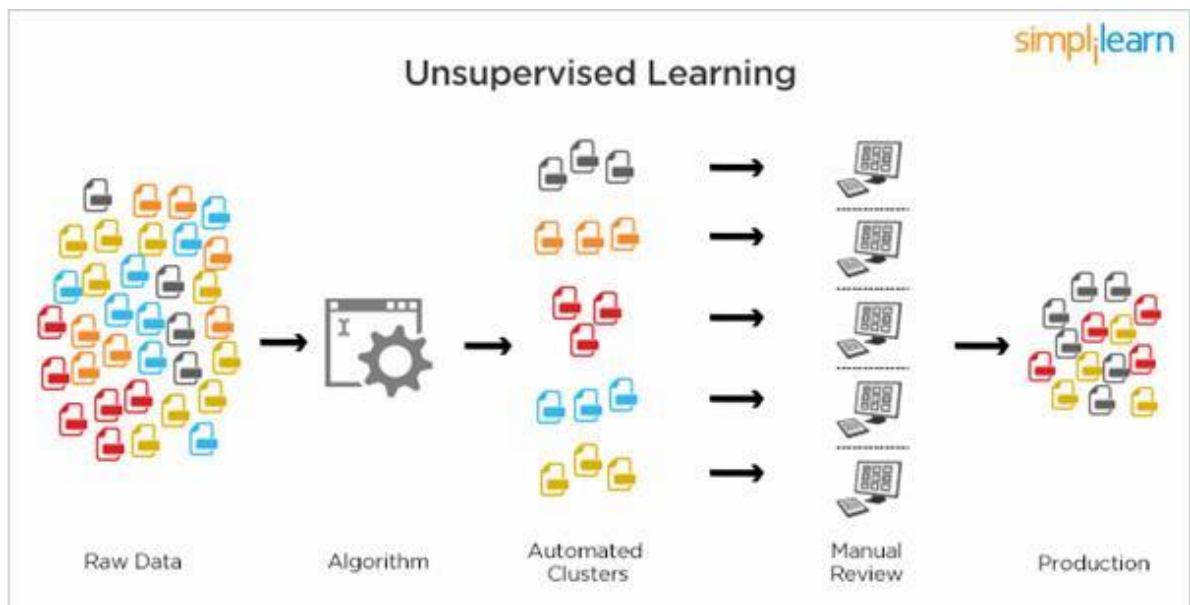 simplilearn
Unsupervised Learning
Raw Data
Algorithm
Automated
Clusters
Manual
Review
Production